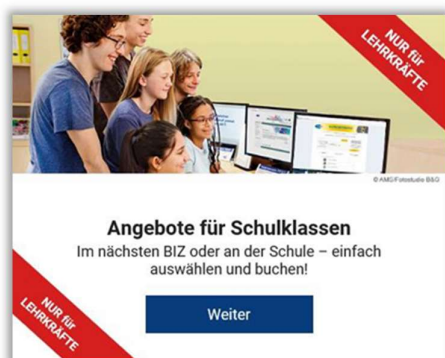 NUR für
LEHRKRÄFTE
© AMG/Fotostudio B&G
Angebote für Schulklassen
Im nächsten BIZ oder an der Schule – einfach
auswählen und buchen!
NUR für
LEHRKRÄFTE
Weiter